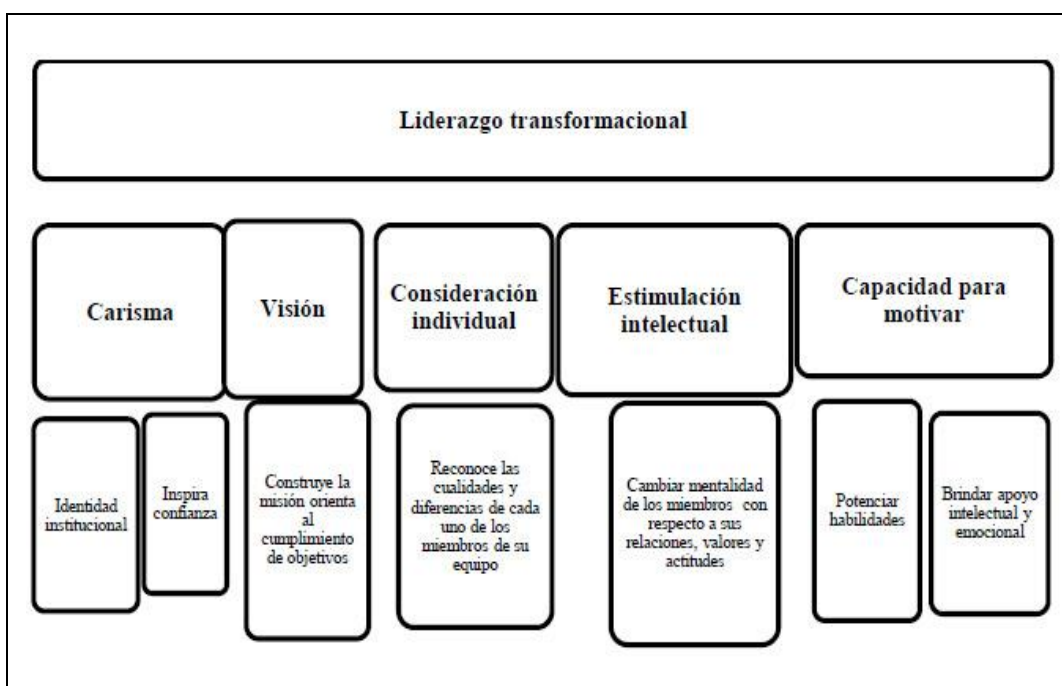 Liderazgo transformacional
Carisma
Visión
Consideración
individual
Estimulación
intelectual
Capacidad para
motivar
Identidad
institucional
Inspira
confianza
Construye la
misión orienta
al
cumplimiento
de objetivos
Reconoce las
cualidades y
diferencias de cada
uno de los
miembros de su
equipo
Cambiar mentalidad
de los miembros con
respecto a sus
relaciones, valores y
actitudes
Potenciar
habilidades
Brindar apoyo
intelectual y
emocional